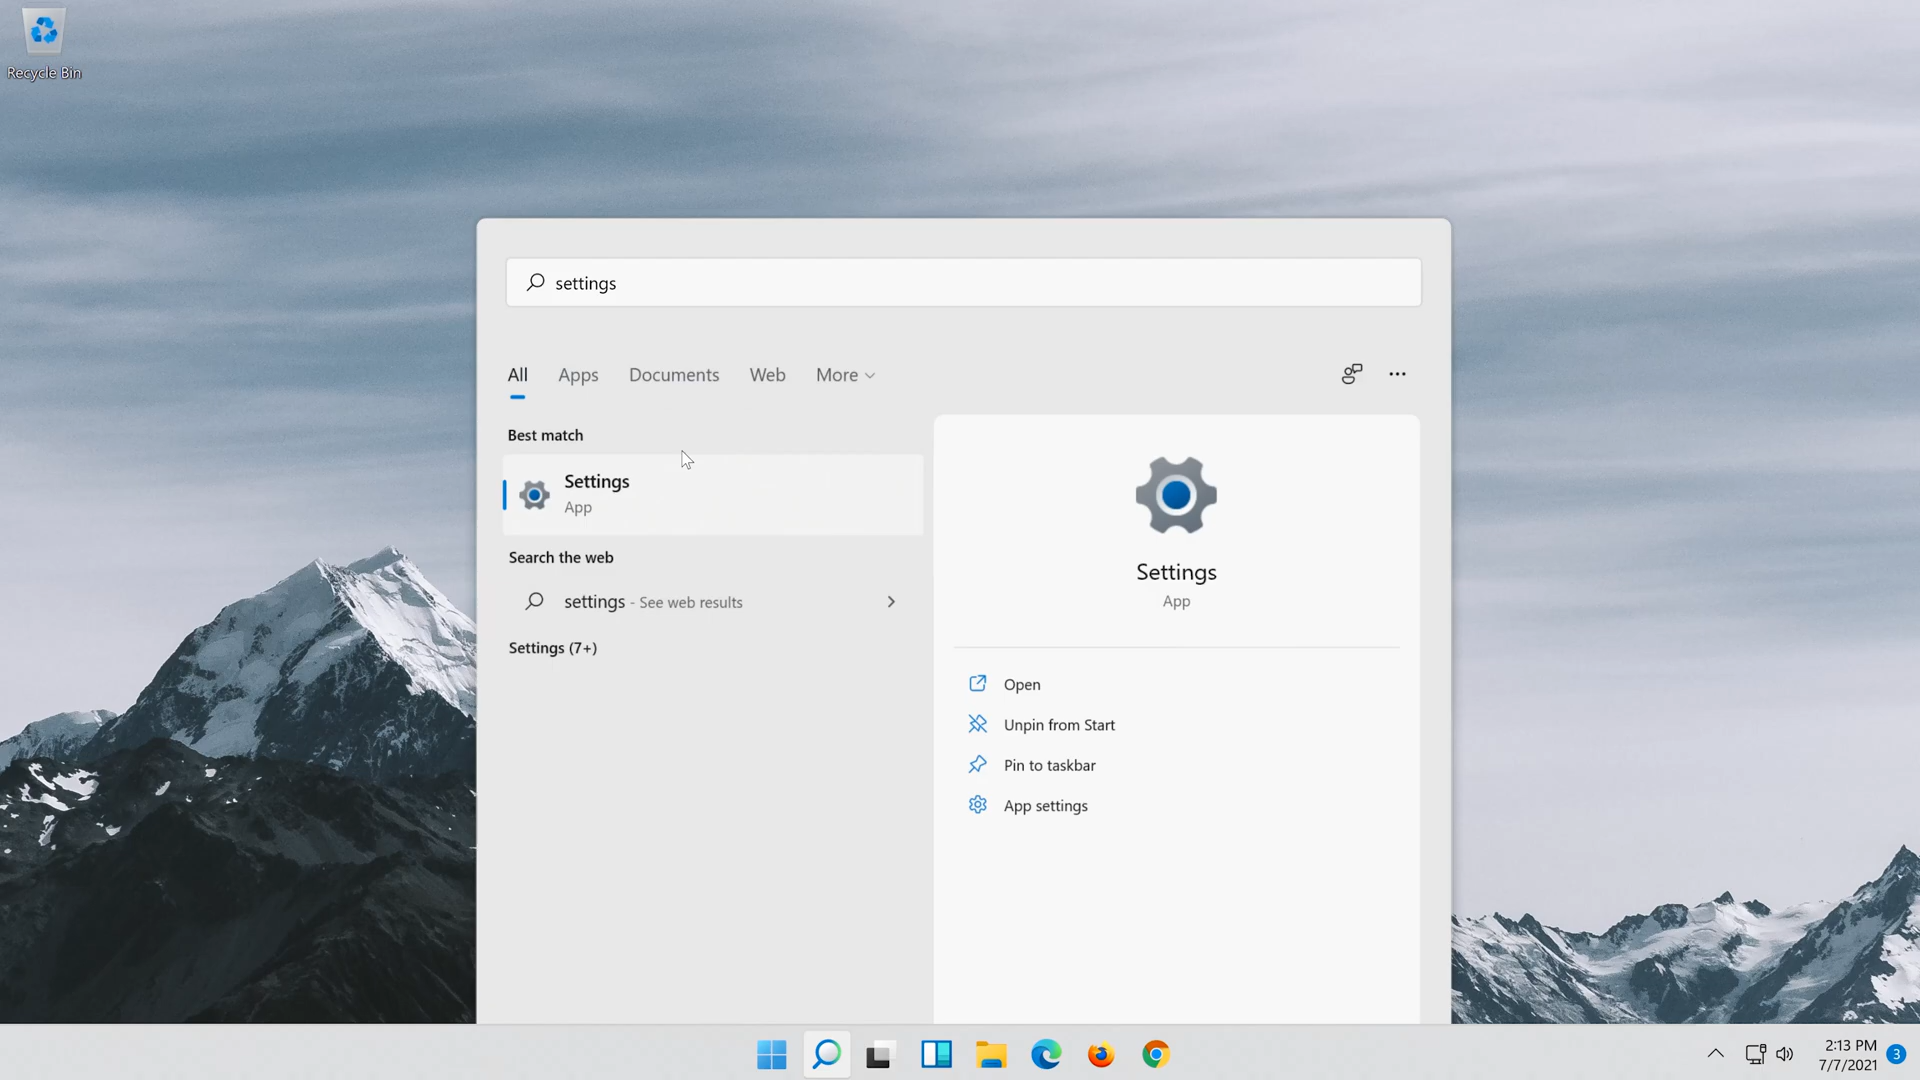 Recycle Bin
settings
All Apps Documents Web More
Best match
Settings
App
Search the web
settings - See web results
Settings (7+)
Settings
App
Open
Unpin from Start
Pin to taskbar
App settings
2:13 PM
7/7/2021
3